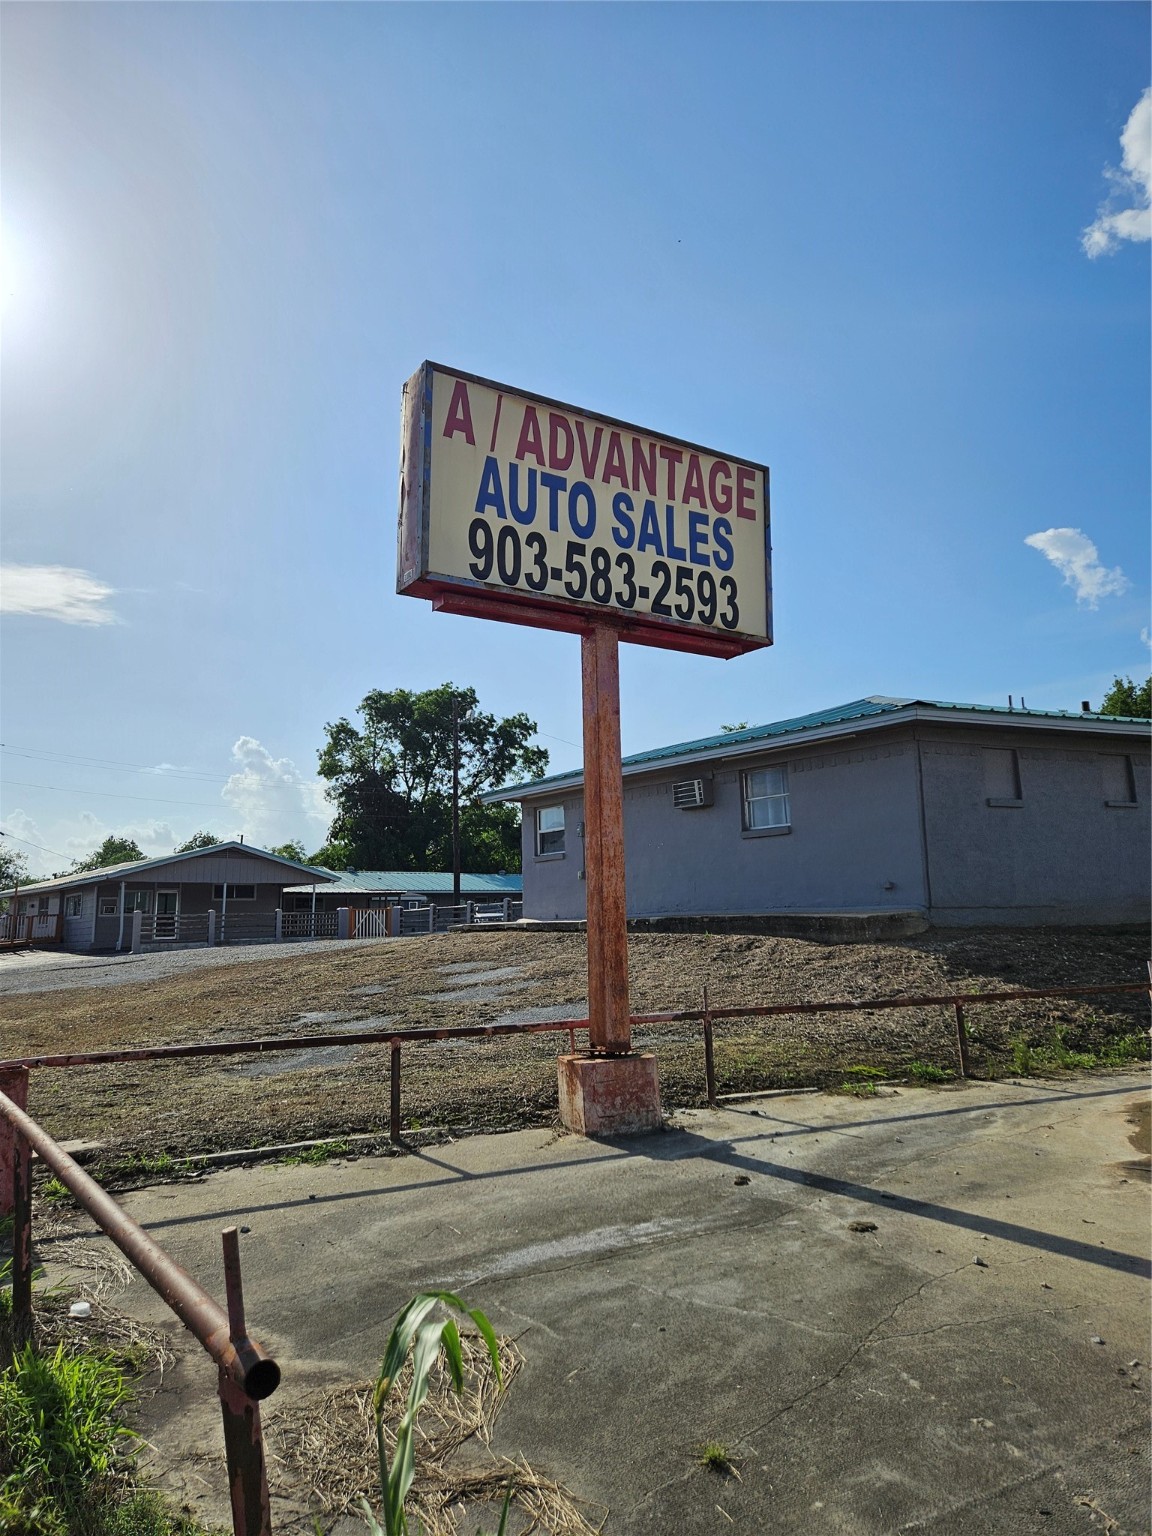 A / ADVANTAGE
AUTO SALES
903-583-2593